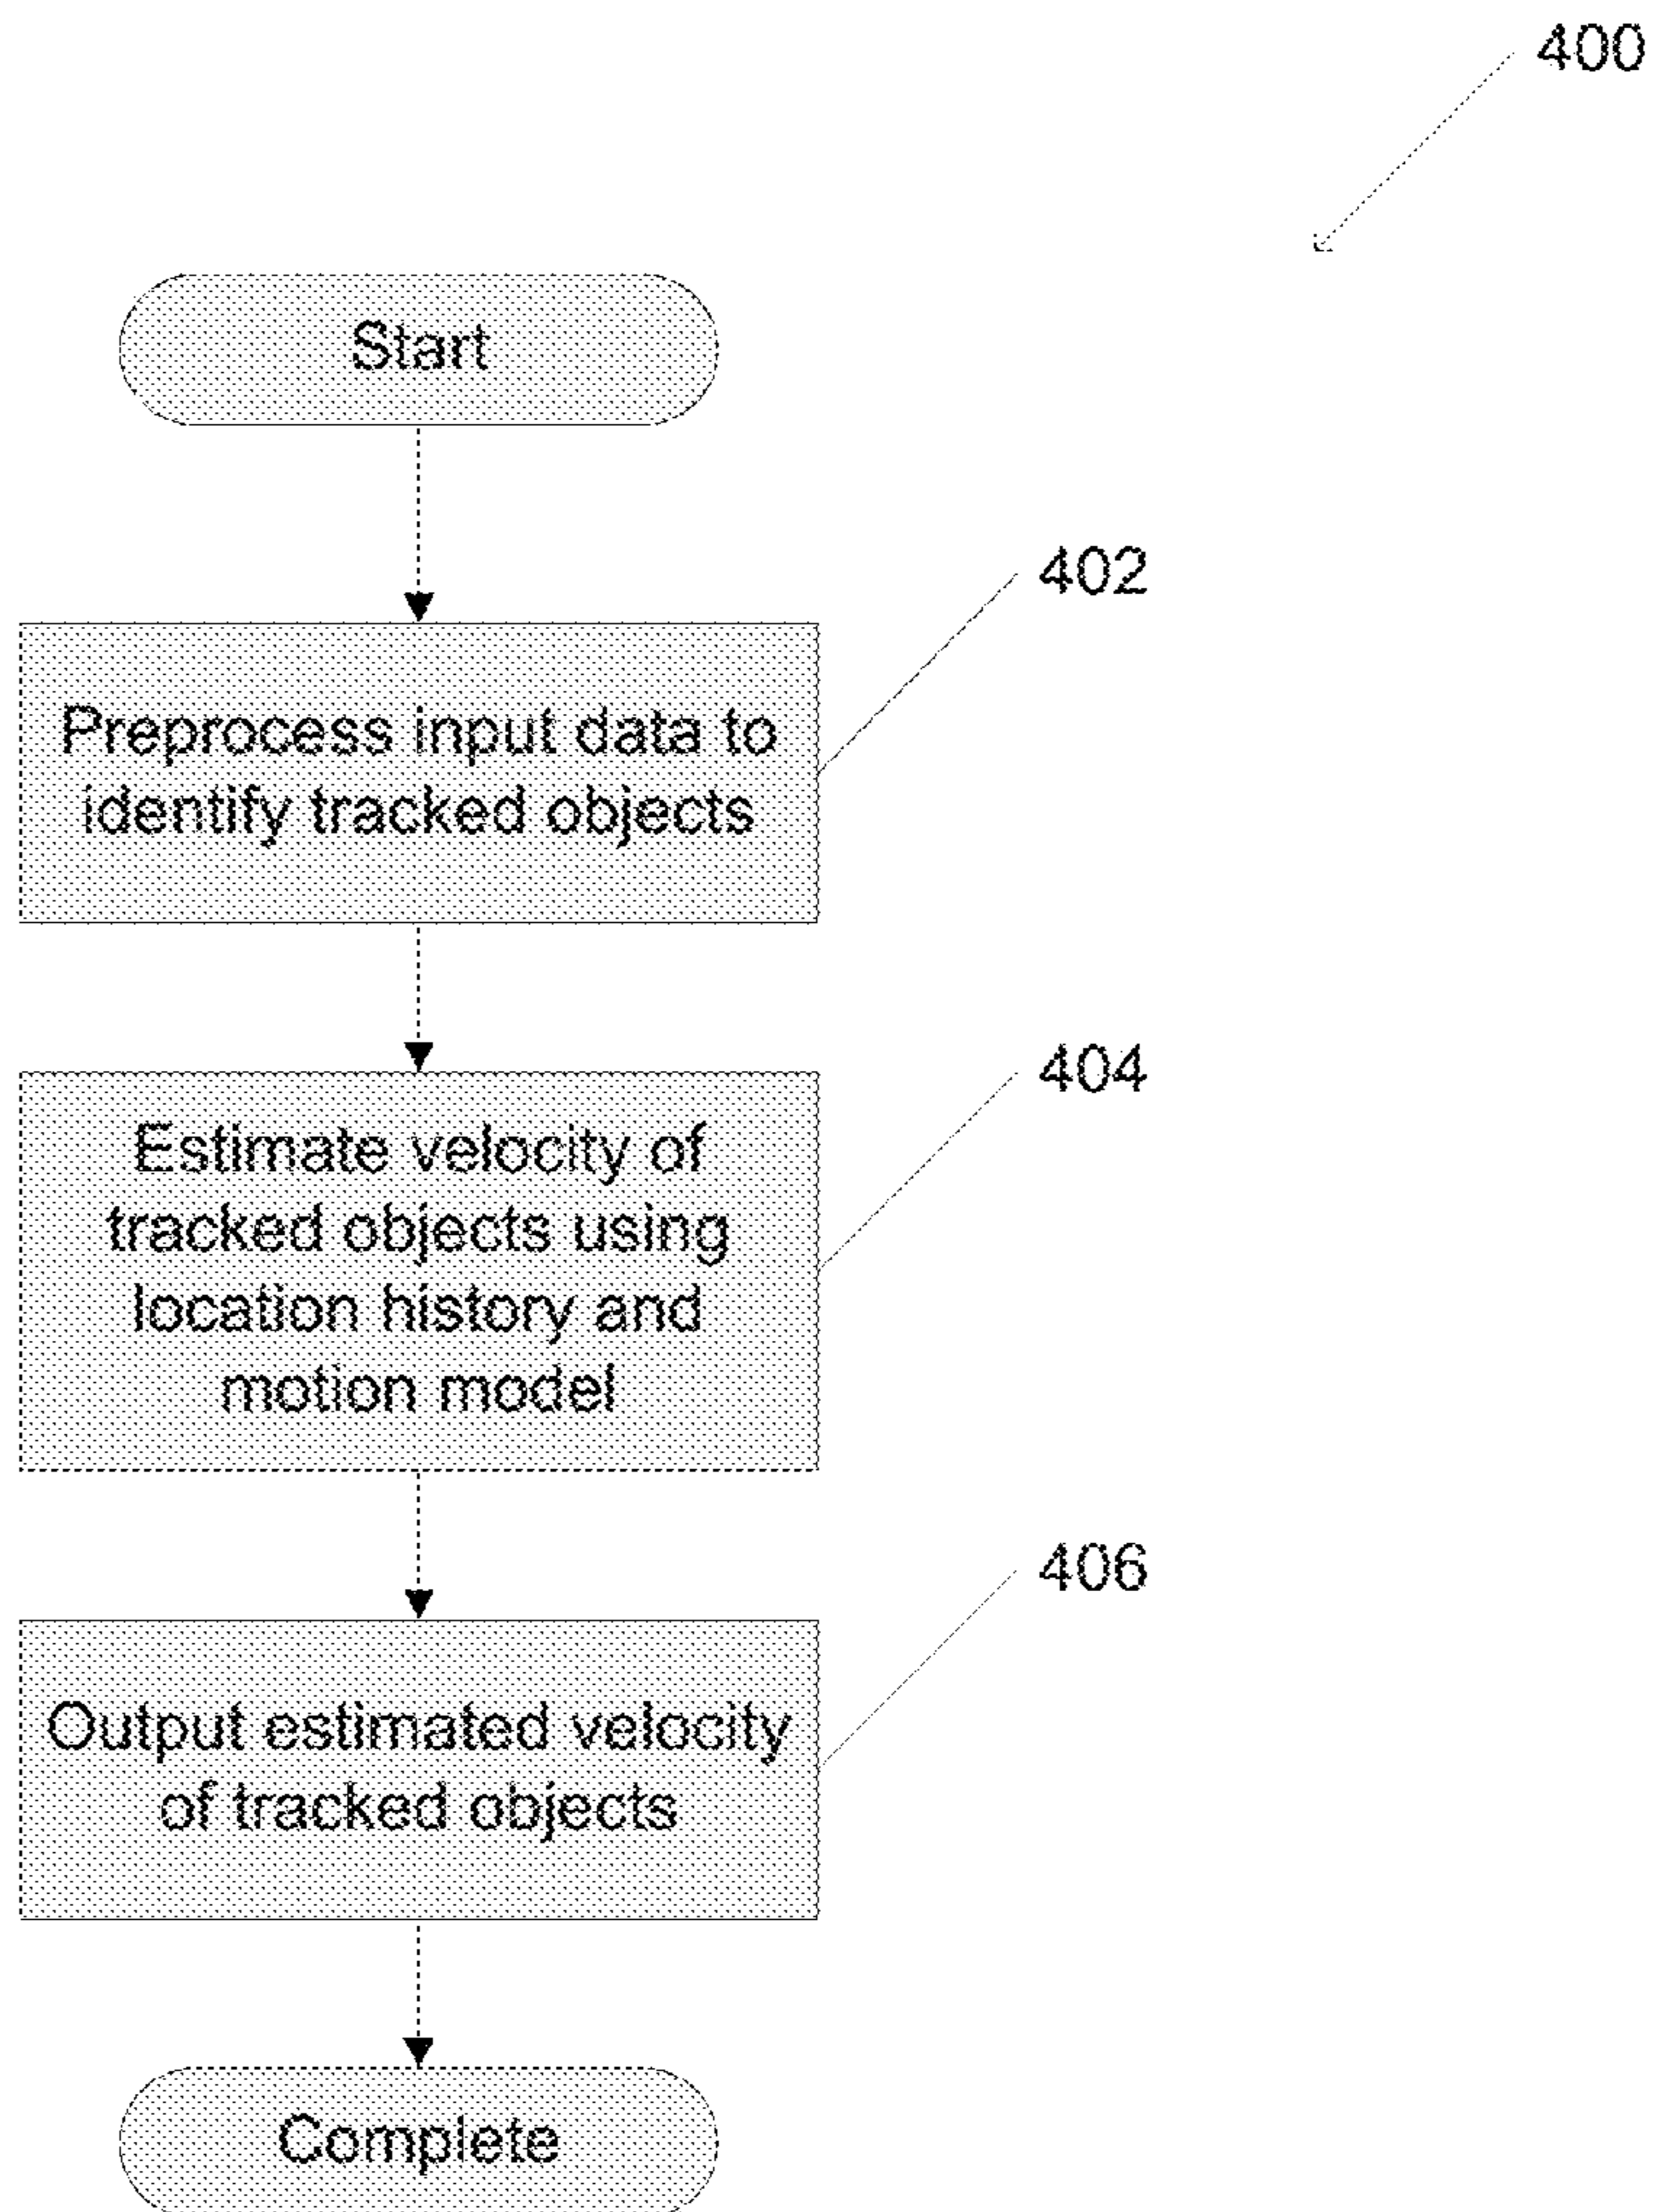 400
Start
402
Preprocess input data to
identify tracked objects
404
Estimate velocity of
tracked objects using
location history and
motion model
406
Output estimated velocity
of tracked objects
Complete